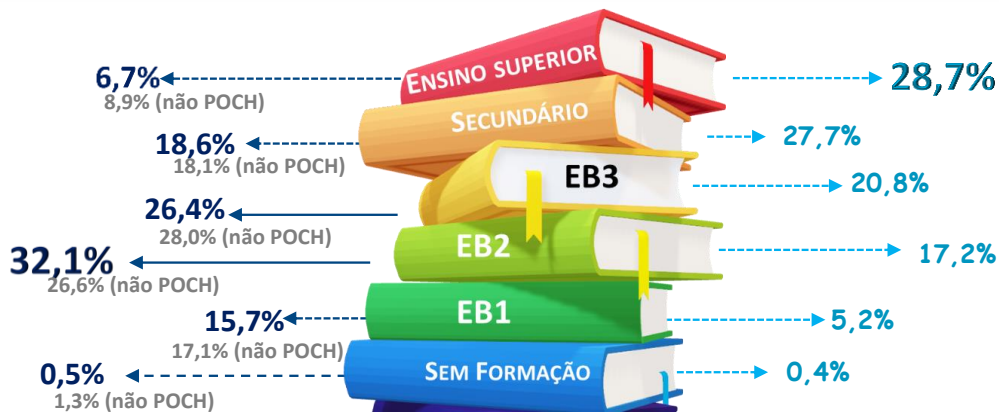 ENSINO SUPERIOR
6,7%
8,9% (não POCH)
28,7%
SECUNDÁRIO
18,6%
18,1% (não POCH)
27,7%
EB3
26,4%
28,0% (não POCH)
20,8%
EB2
32,1%
26,6% (não POCH)
17,2%
EB1
15,7%
17,1% (não POCH)
5,2%
SEM FORMAÇÃO
0,5%
1,3% (não POCH)
0,4%